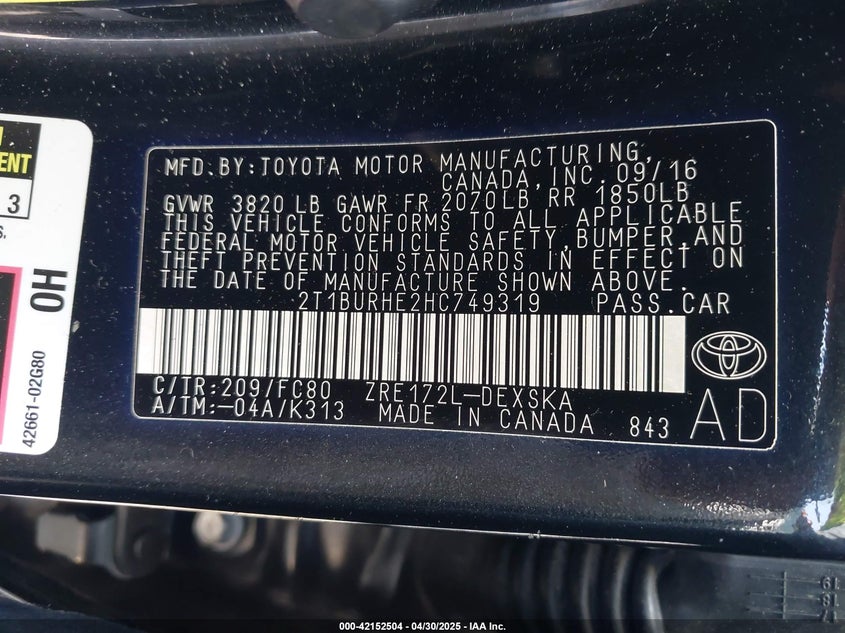 MFD.BY:TOYOTA MOTOR MANUFACTURING,
CANADA,INC.09/16
GVWR 3820 LB GAWR FR 2070LB RR 1850LB
THIS VEHICLE CONFORMS TO ALL APPLICABLE
FEDERAL MOTOR VEHICLE SAFETY,BUMPER,AND
THEFT PREVENTION STANDARDS IN EFFECT ON
THE DATE OF MANUFACTURE SHOWN ABOVE.
2T1BURHE2HC749319 PASS.CAR
C/TR:209/FC80 ZRE172L-DEXSKA
A/TM:-04A/K313 MADE IN CANADA 843
AD
3
S.
OH
42661-02G80
000-42152504 - 04/30/2025 - IAA Inc.